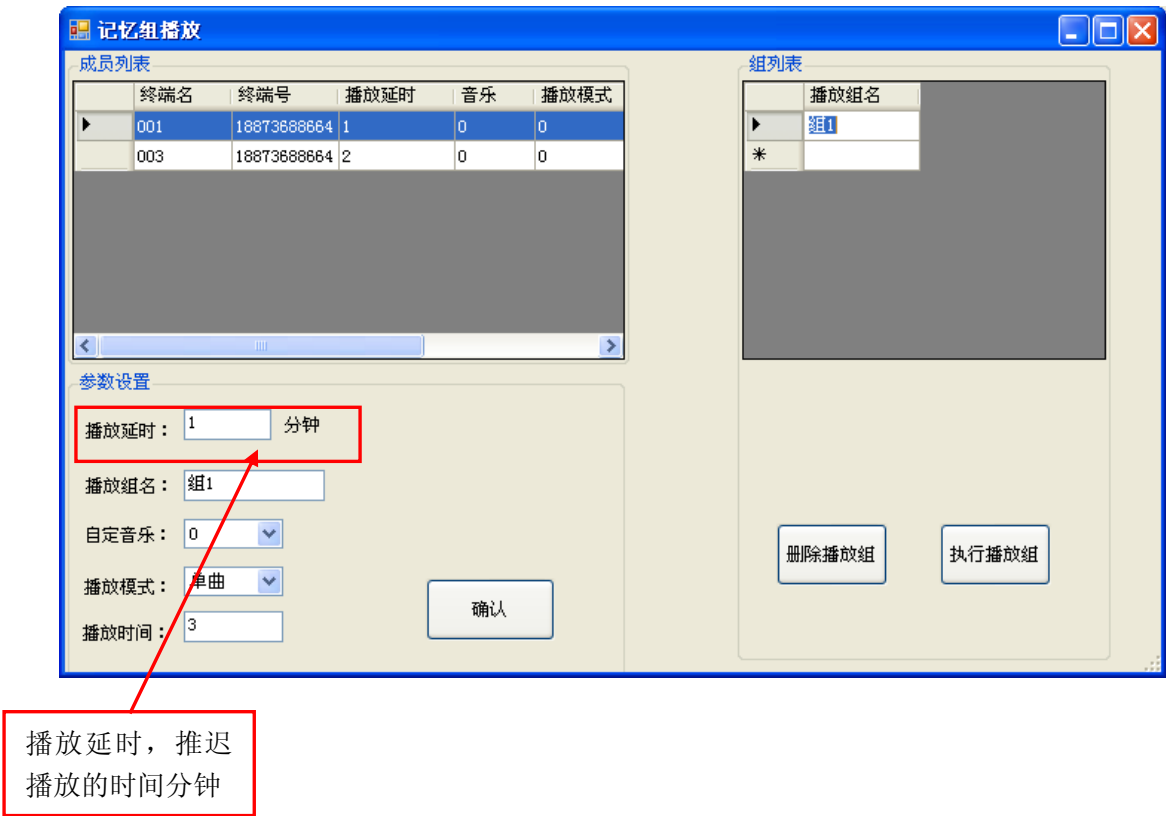 记忆组播放
成员列表
终端名 终端号 播放延时 音乐 播放模式
001 18873688664 1 0 0
003 18873688664 2 0 0
组列表
播放组名
组1
参数设置
播放延时： 1 分钟
播放组名： 组1
自定音乐： 0
播放模式： 单曲
播放时间： 3
确认
删除播放组 执行播放组
播放延时，推迟
播放的时间分钟